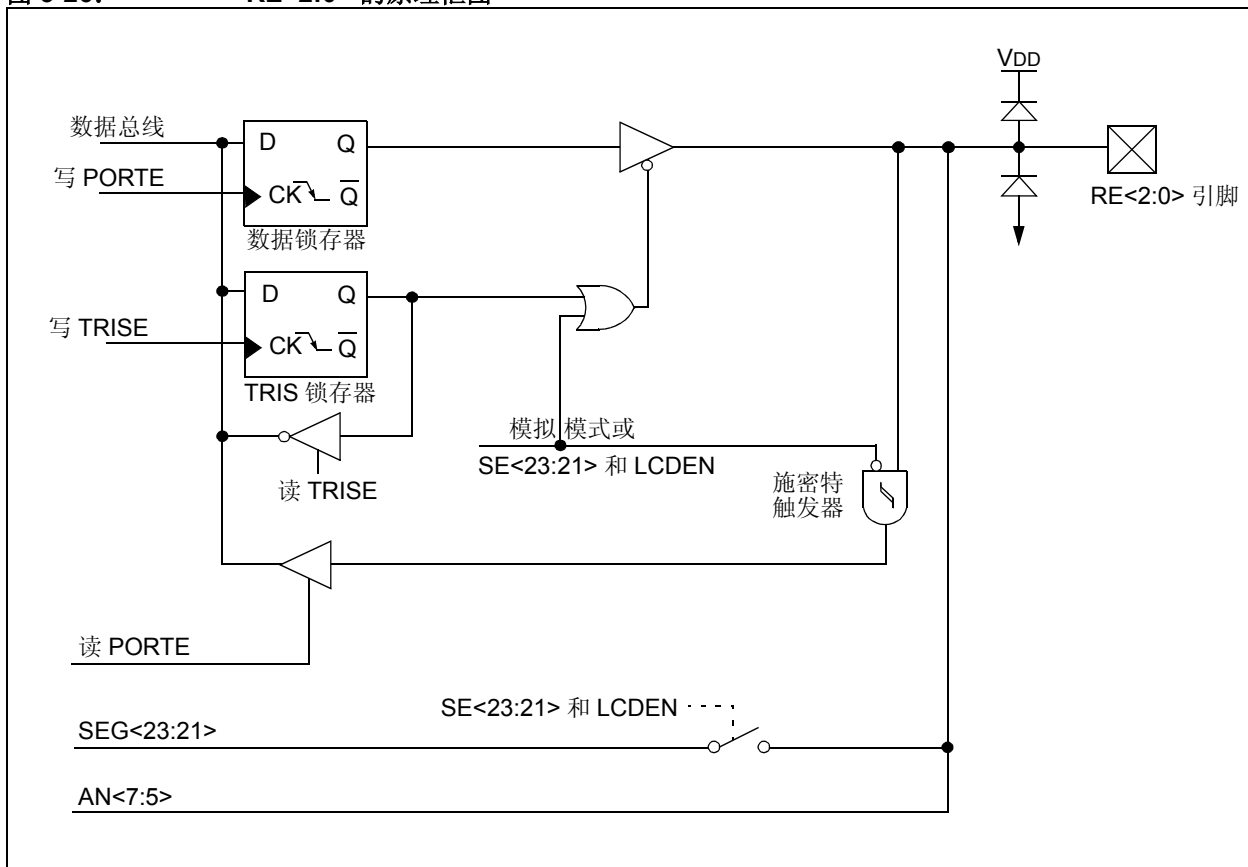 VDD
数据总线
D Q
写 PORTE
CK Q
RE<2:0> 引脚
数据锁存器
D Q
写 TRISE
CK Q
TRIS 锁存器
模拟 模式或
SE<23:21> 和 LCDEN
读 TRISE
施密特
触发器
读 PORTE
SE<23:21> 和 LCDEN
SEG<23:21>
AN<7:5>